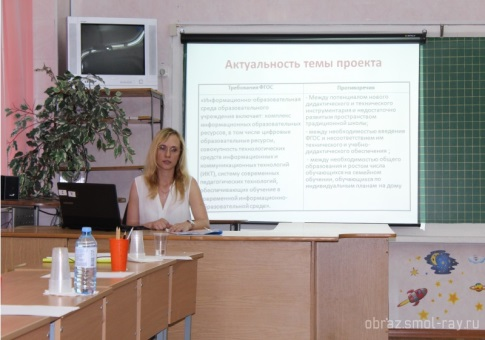 Актуальность темы проекта
Требования ФГОС
Противоречия
«Информационно-образовательная
среда образовательного
учреждения включает: комплекс
информационных образовательных
ресурсов, в том числе цифровые
образовательные ресурсы,
совокупность технологических
средств информационных и
коммуникационных технологий
(ИКТ), систему современных
педагогических технологий,
обеспечивающих обучение в
современной информационно-
образовательной среде».
- Между потенциалом нового
дидактического и технического
инструментария и недостаточно
развитым пространством
традиционной школы;
- между необходимостью введения
ФГОС и несоответствием мат.
технического и учебно-
дидактического обеспечения ;
- между необходимостью общего
образования и ростом числа
обучающихся на семейном
обучении, обучающихся по
индивидуальным планам на дому.
obraz.smol-ray.ru